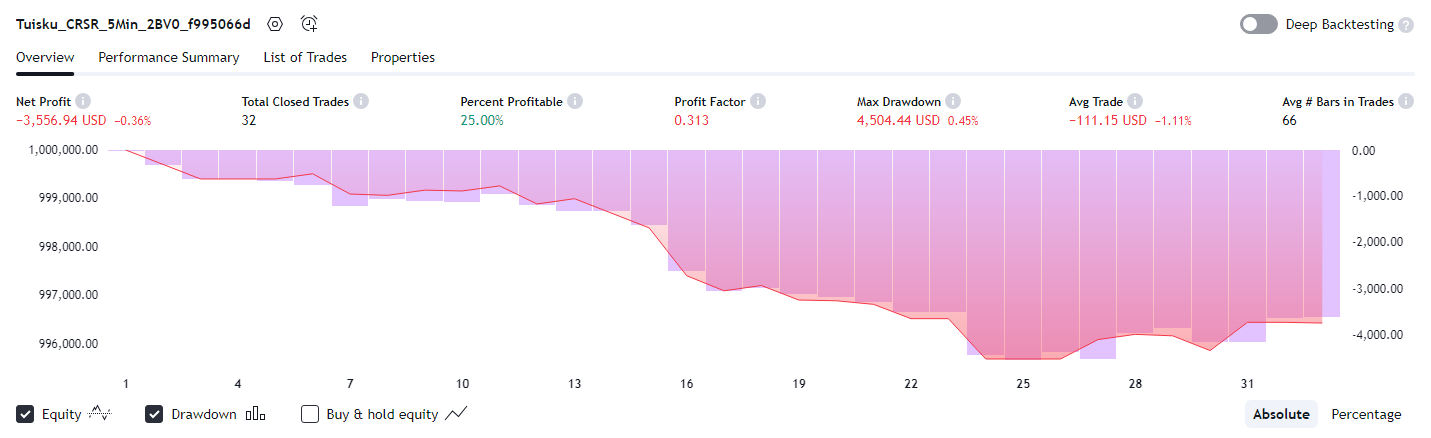 Tuisku_CRSR_5Min_2BV0_f995066d
Deep Backtesting ?
Overview Performance Summary List of Trades Properties
Net Profit Total Closed Trades Percent Profitable Profit Factor Max Drawdown Avg Trade Avg # Bars in Trades
−3,556.94 USD −0.36% 32 25.00% 0.313 4,504.44 USD 0.45% −111.15 USD −1.11% 66
1,000,000.00 0.00
999,000.00 -1,000.00
998,000.00 -2,000.00
997,000.00 -3,000.00
996,000.00 -4,000.00
1 4 7 10 13 16 19 22 25 28 31
Equity Drawdown Buy & hold equity Absolute Percentage